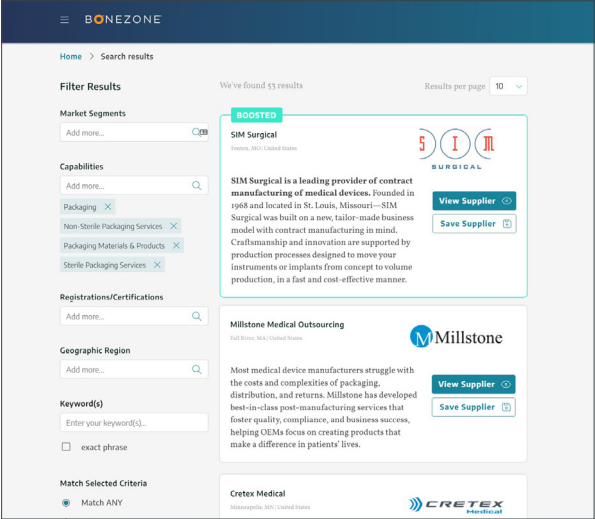 BONEZONE
Home > Search results
Filter Results
We've found 53 results
Results per page 10
Market Segments
Add more...
Capabilities
Add more...
Packaging ×
Non-Sterile Packaging Services ×
Packaging Materials & Products ×
Sterile Packaging Services ×
Registrations/Certifications
Add more...
Geographic Region
Add more...
Keyword(s)
Enter your keyword(s)...
exact phrase
Match Selected Criteria
Match ANY
BOOSTED
SIM Surgical
MO | United States
SIM
SURGICAL
SIM Surgical is a leading provider of contract
manufacturing of medical devices. Founded in
1968 and located in St. Louis, Missouri—SIM
Surgical was built on a new, tailor-made business
model with contract manufacturing in mind.
Craftsmanship and innovation are supported by
production processes designed to move your
instruments or implants from concept to volume
production, in a fast and cost-effective manner.
View Supplier
Save Supplier
Millstone Medical Outsourcing
Fall River, MA | United States
M Millstone
Most medical device manufacturers struggle with
the costs and complexities of packaging,
distribution, and returns. Millstone has developed
best-in-class post-manufacturing services that
foster quality, compliance, and business success,
helping OEMs focus on creating products that
make a difference in patients' lives.
View Supplier
Save Supplier
Cretex Medical
Minneapolis, MN | United States
CRETEX
Medical